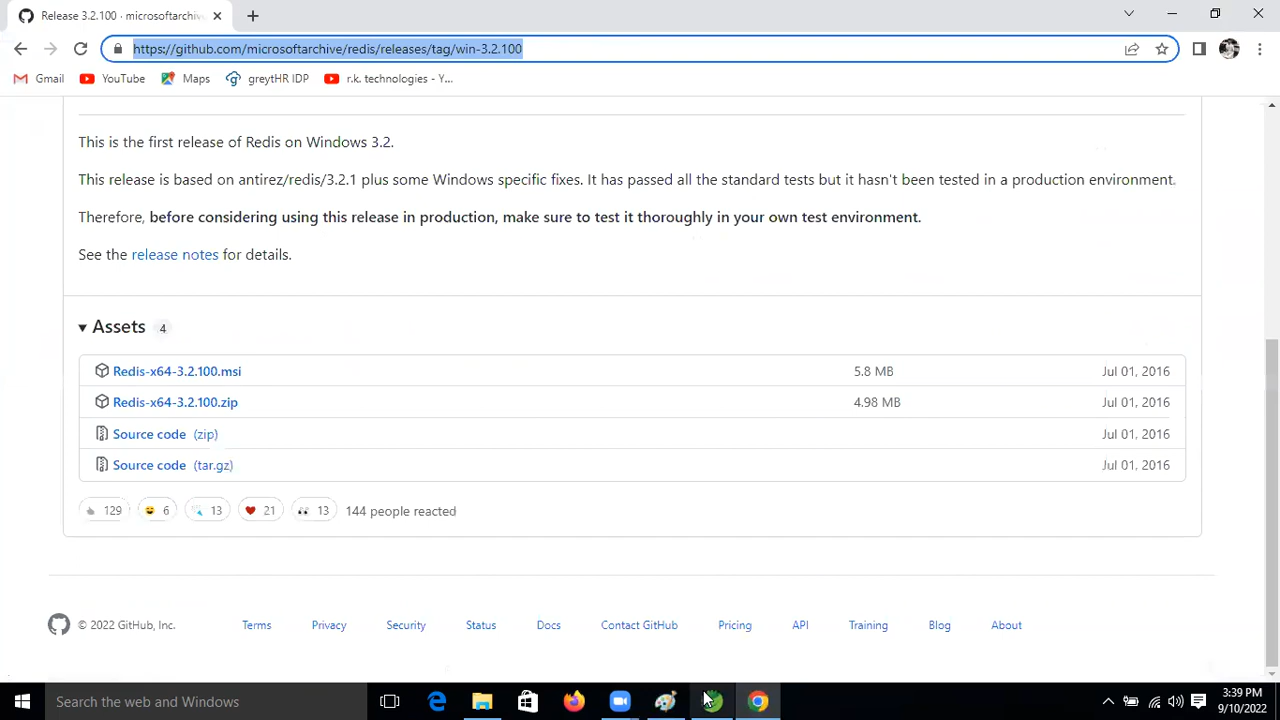 Release 3.2.100 · microsoftarchiv
https://github.com/microsoftarchive/redis/releases/tag/win-3.2.100
Gmail
YouTube
Maps
greytHR IDP
r.k. technologies - Y...
This is the first release of Redis on Windows 3.2.
This release is based on antirez/redis/3.2.1 plus some Windows specific fixes. It has passed all the standard tests but it hasn't been tested in a production environment.
Therefore, before considering using this release in production, make sure to test it thoroughly in your own test environment.
See the release notes for details.
Assets 4
Redis-x64-3.2.100.msi 5.8 MB Jul 01, 2016
Redis-x64-3.2.100.zip 4.98 MB Jul 01, 2016
Source code (zip) Jul 01, 2016
Source code (tar.gz) Jul 01, 2016
129 6 13 21 13 144 people reacted
© 2022 GitHub, Inc. Terms Privacy Security Status Docs Contact GitHub Pricing API Training Blog About
Search the web and Windows
3:39 PM
9/10/2022